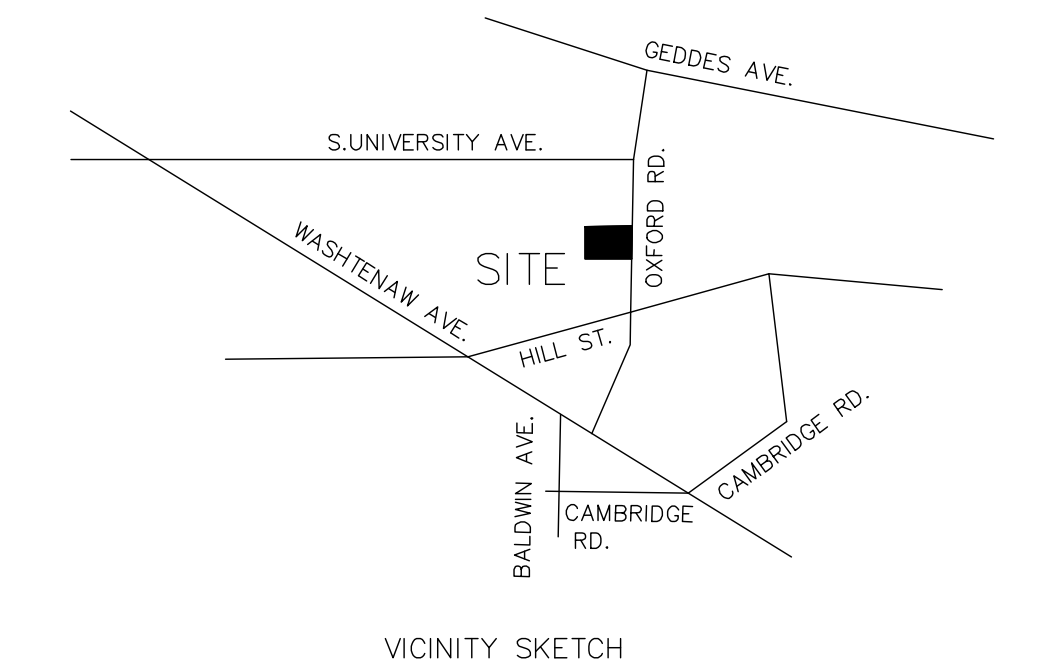 GEDDES AVE.
S.UNIVERSITY AVE.
OXFORD RD.
WASHTENAW AVE.
SITE
HILL ST.
CAMBRIDGE RD.
BALDWIN AVE.
CAMBRIDGE
RD.
VICINITY SKETCH